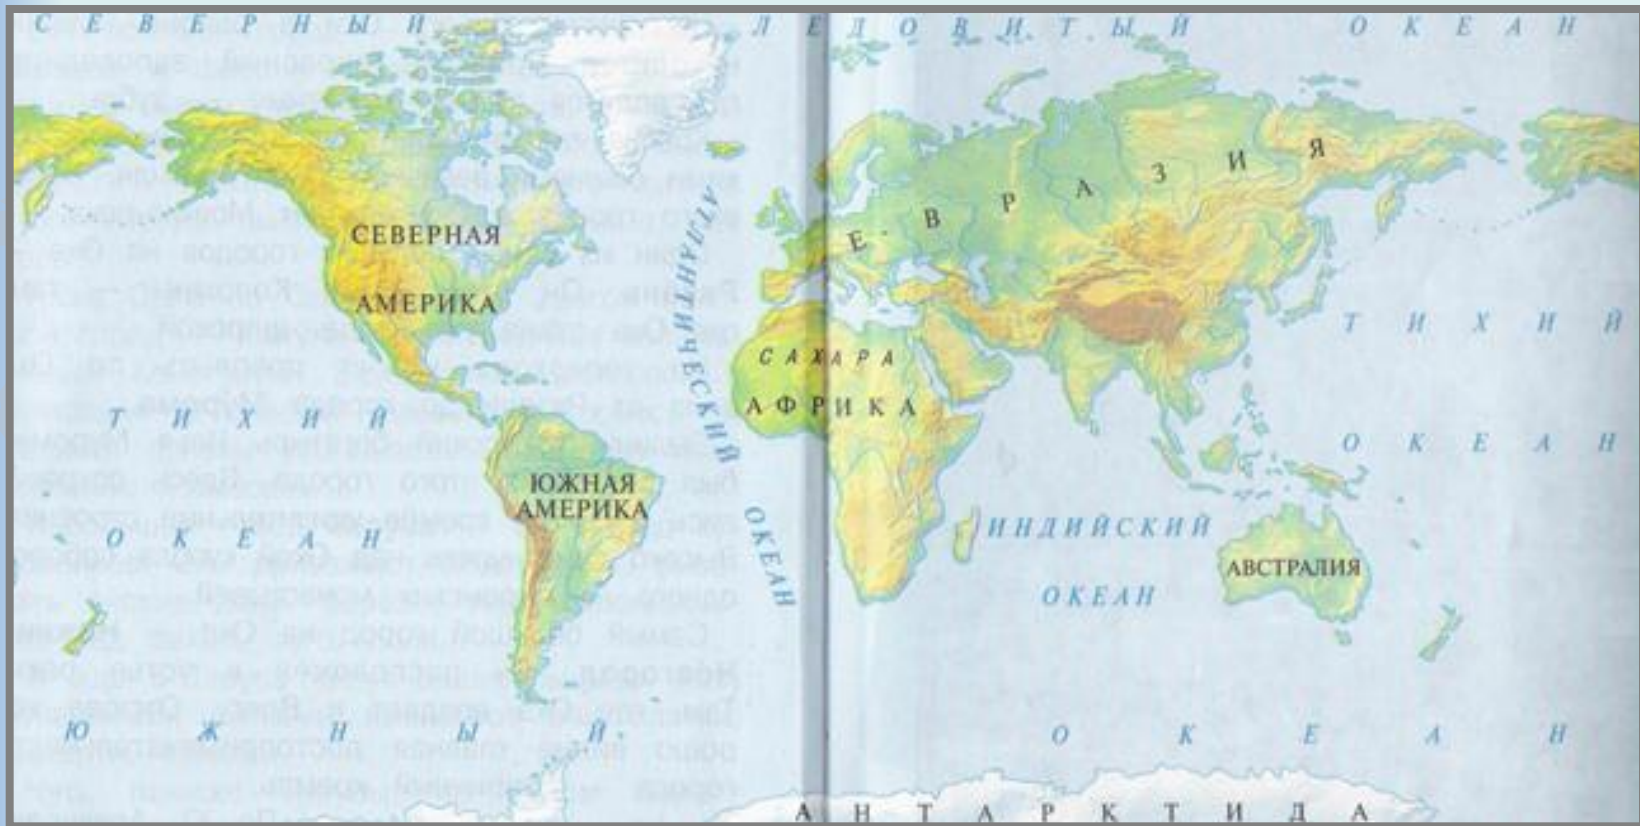 СЕВЕРНЫЙ ЛЕДОВИТЫЙ ОКЕАН
СЕВЕРНАЯ
АМЕРИКА
ЕВРАЗИЯ
АТЛАНТИЧЕСКИЙ
ОКЕАН
САХАРА
АФРИКА
ТИХИЙ
ОКЕАН
ЮЖНАЯ
АМЕРИКА
ТИХИЙ
ОКЕАН
ИНДИЙСКИЙ
ОКЕАН
АВСТРАЛИЯ
ЮЖНЫЙ ОКЕАН
АНТАРКТИДА